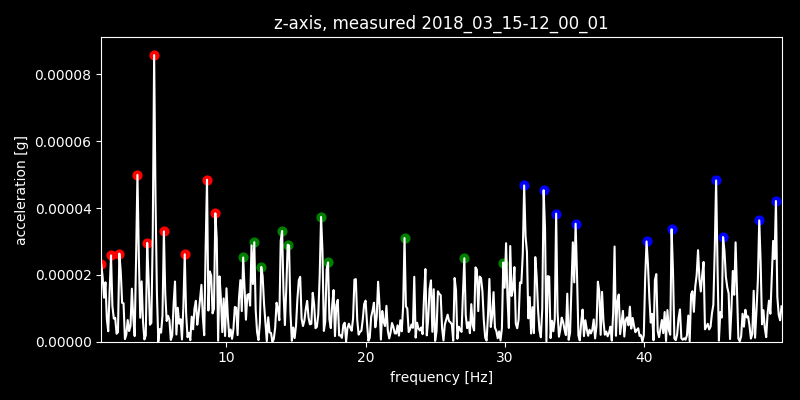 z-axis, measured 2018_03_15-12_00_01
0.00008
0.00006
0.00004
0.00002
0.00000
acceleration [g]
10 20 30 40
frequency [Hz]